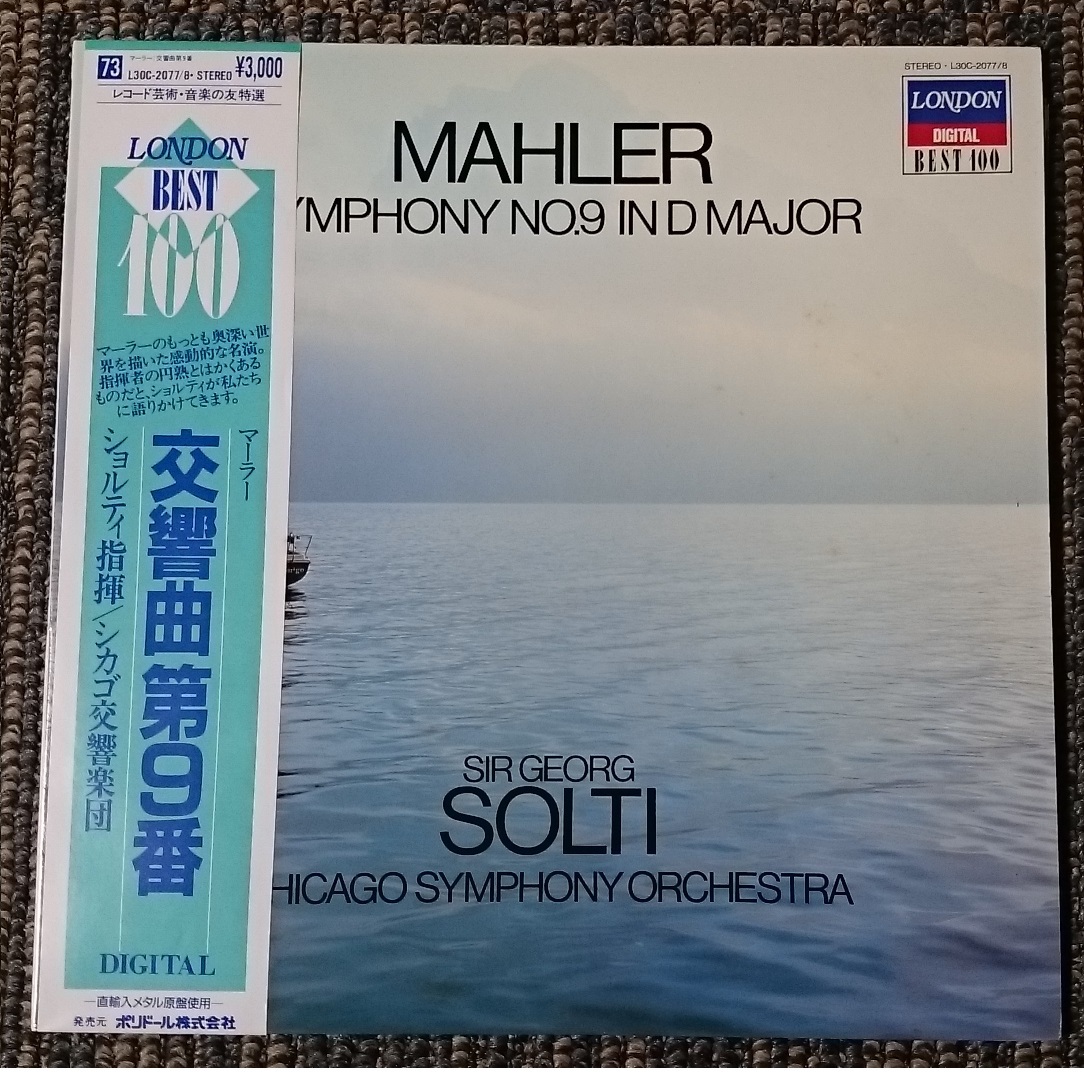 73
マーラー:交響曲第9番
L30C-2077/8・STEREO ¥3,000
レコード芸術・音楽の友特選
LONDON
BEST
100
マーラーのもっとも奥深い世
界を描いた感動的な名演。
指揮者の円熟とはかくある
ものだと、ショルティが私たち
に語りかけてきます。
マーラー
交響曲 第9番
ショルティ指揮/シカゴ交響楽団
DIGITAL
—直輸入メタル原盤使用—
発売元 ポリドール株式会社
STEREO・L30C-2077/8
LONDON
DIGITAL
BEST 100
MAHLER
YMPHONY NO.9 IN D MAJOR
SIR GEORG
SOLTI
HICAGO SYMPHONY ORCHESTRA